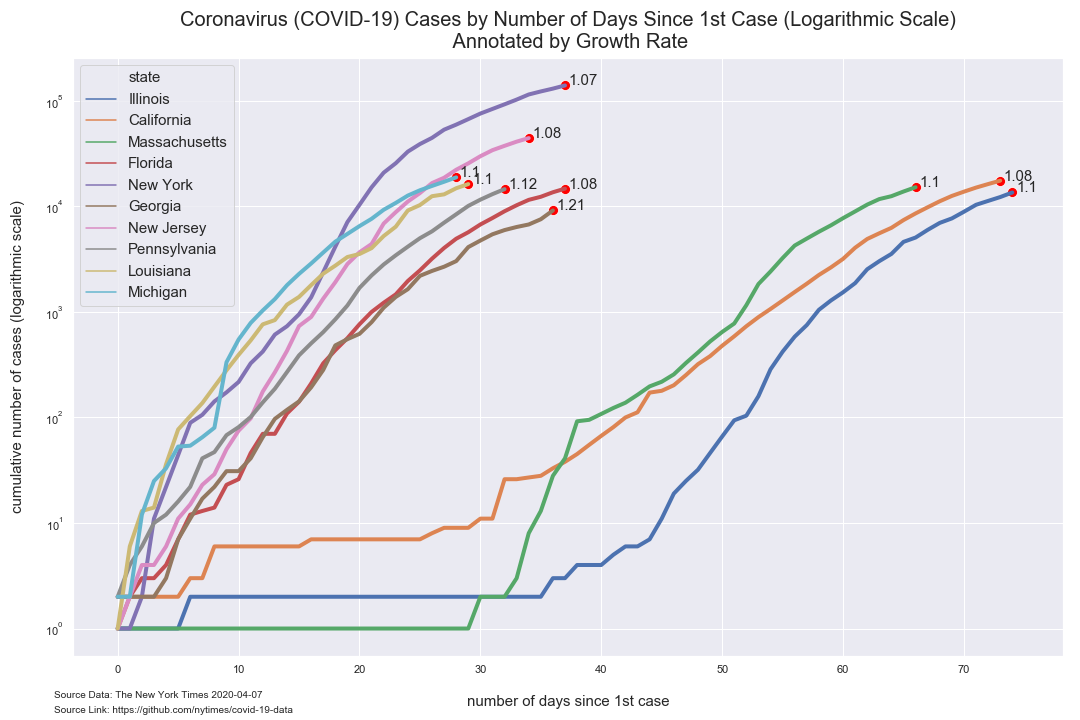 Coronavirus (COVID-19) Cases by Number of Days Since 1st Case (Logarithmic Scale)
Annotated by Growth Rate
state
Illinois
California
Massachusetts
Florida
New York
Georgia
New Jersey
Pennsylvania
Louisiana
Michigan
cumulative number of cases (logarithmic scale)
10⁵
10⁴
10³
10²
10¹
10⁰
1.07
1.08
1.1
1.1
1.12
1.08
1.21
1.1
1.08
1.1
0
10
20
30
40
50
60
70
number of days since 1st case
Source Data: The New York Times 2020-04-07
Source Link: https://github.com/nytimes/covid-19-data